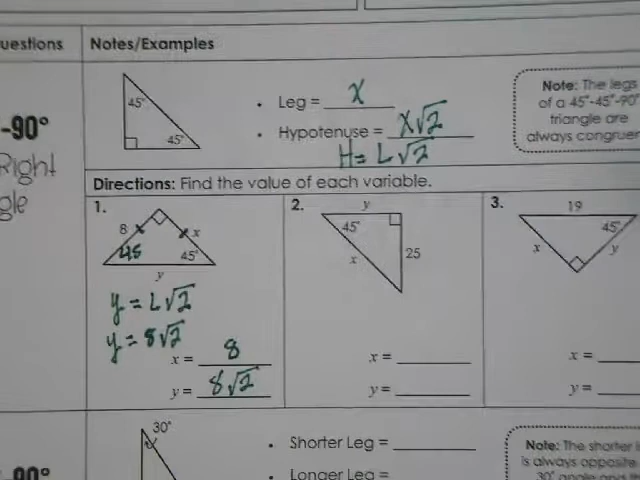 uestions
Notes/Examples
-90°
Right
gle
45°
45°
• Leg = x
• Hypotenuse = x√2
H = L√2
Note: The legs
of a 45°-45°-90°
triangle are
always congruen
Directions: Find the value of each variable.
1.
8
x
45
45°
y
y = L√2
y = 8√2
x = 8
y = 8√2
2.
y
45°
x
25
x =
y =
3.
19
45°
x
y
x =
y =
30°
-90°
• Shorter Leg =
• Longer Leg =
Note: The shorter l
is always opposite
30° angle and th